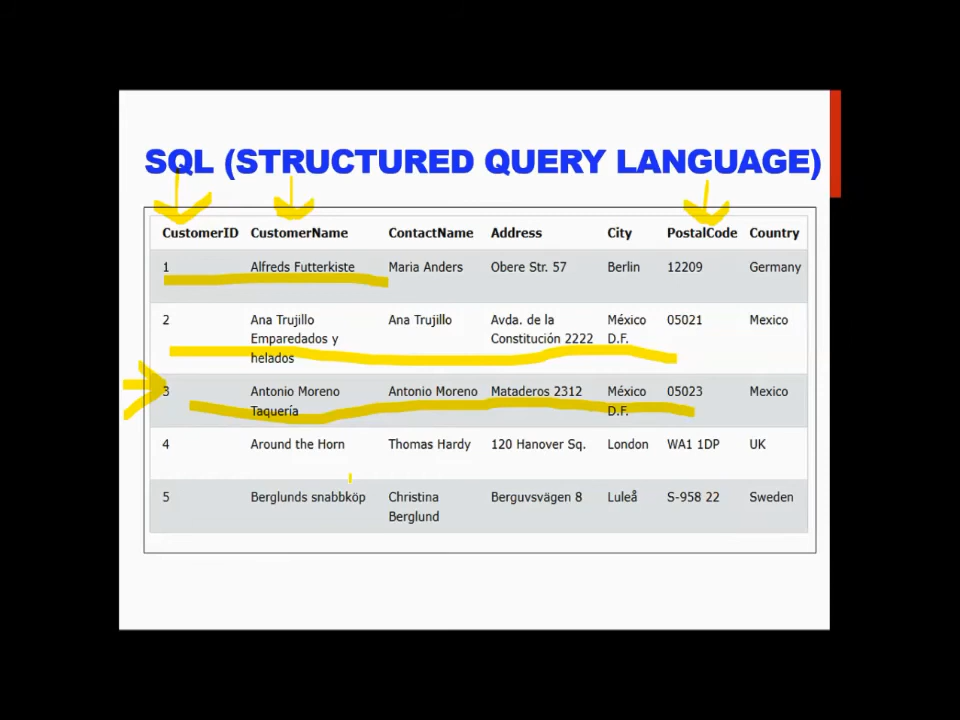 SQL (STRUCTURED QUERY LANGUAGE)
CustomerID CustomerName ContactName Address City PostalCode Country
1 Alfreds Futterkiste Maria Anders Obere Str. 57 Berlin 12209 Germany
2 Ana Trujillo Ana Trujillo Avda. de la México 05021 Mexico
Emparedados y Constitución 2222 D.F.
helados
3 Antonio Moreno Antonio Moreno Mataderos 2312 México 05023 Mexico
Taquería D.F.
4 Around the Horn Thomas Hardy 120 Hanover Sq. London WA1 1DP UK
5 Berglunds snabbköp Christina Berguvsvägen 8 Luleå S-958 22 Sweden
Berglund